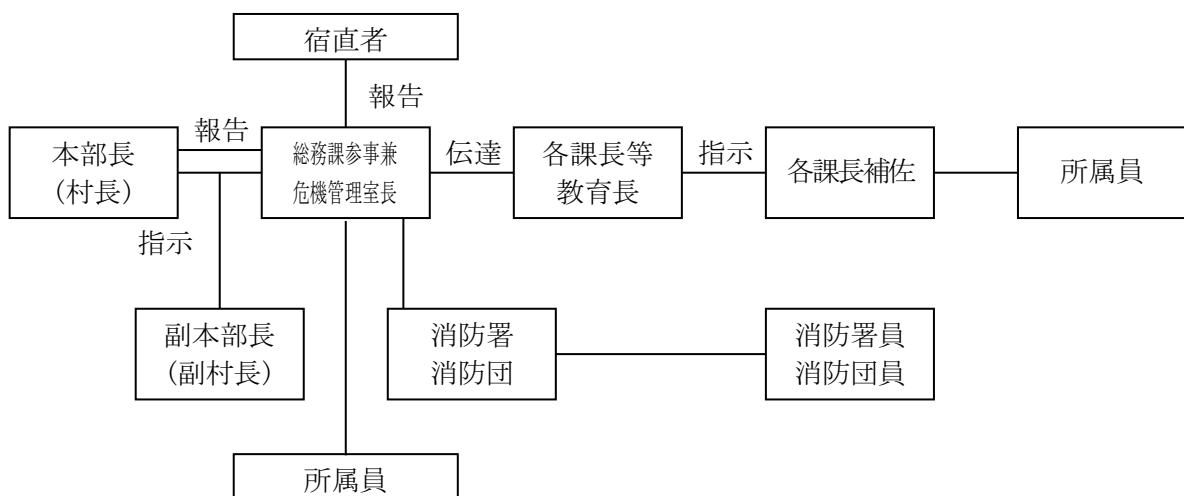 宿直者
報告
報告
本部長
(村長)
総務課参事兼
危機管理室長
伝達
各課長等
教育長
指示
各課長補佐
所属員
指示
副本部長
(副村長)
消防署
消防団
消防署員
消防団員
所属員